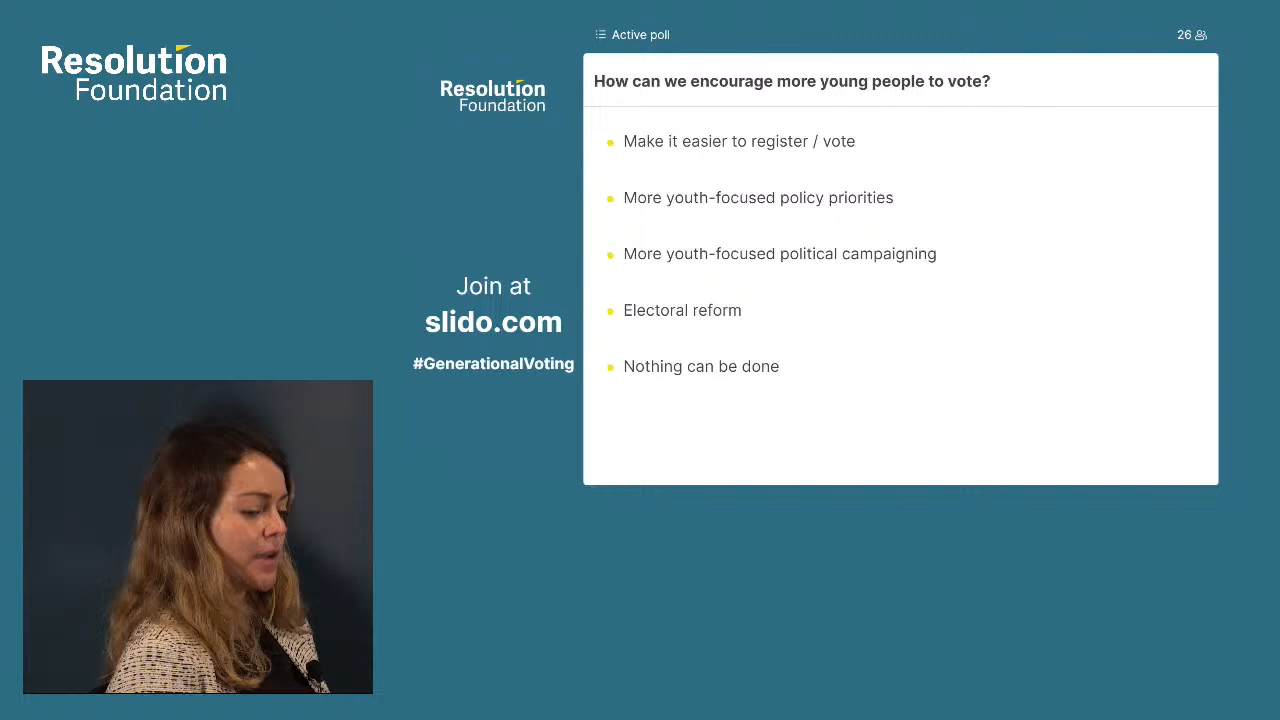 Resolution
Foundation
Active poll
26
Resolution
Foundation
How can we encourage more young people to vote?
Make it easier to register / vote
More youth-focused policy priorities
More youth-focused political campaigning
Electoral reform
Nothing can be done
Join at
slido.com
#GenerationalVoting